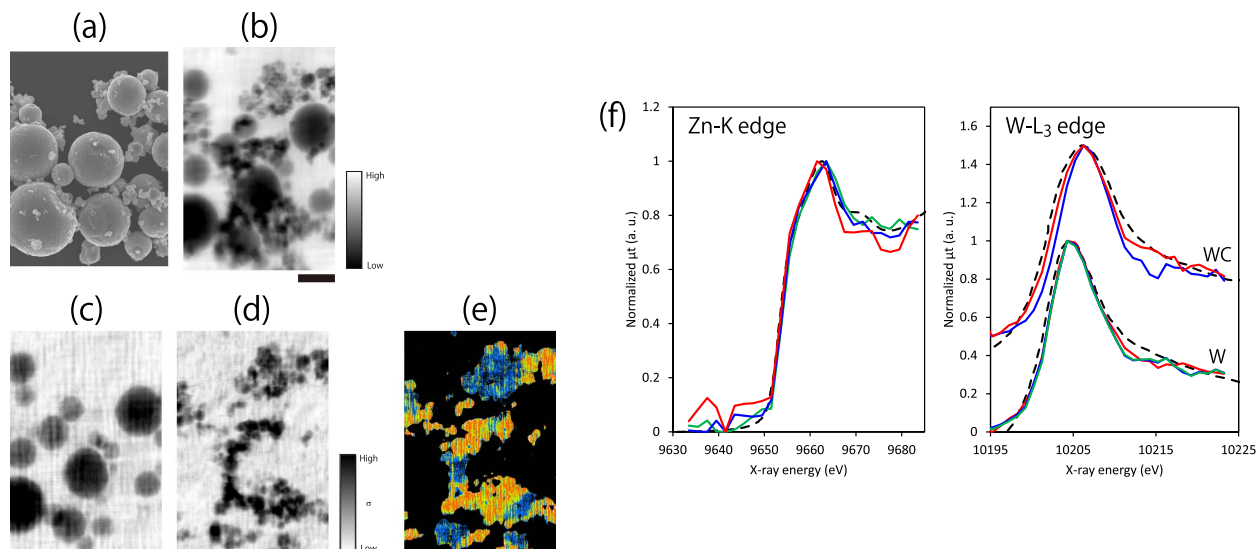 (a)
(b)
High
Low
(c)
(d)
(e)
High
σ
Low
(f)
Zn-K edge
Normalized μt (a. u.)
1.2
1
0.8
0.6
0.4
0.2
0
9630
9640
9650
9660
9670
9680
X-ray energy (eV)
W-L₃ edge
Normalized μt (a. u.)
1.6
1.4
1.2
1
0.8
0.6
0.4
0.2
0
WC
W
10195
10205
10215
10225
X-ray energy (eV)